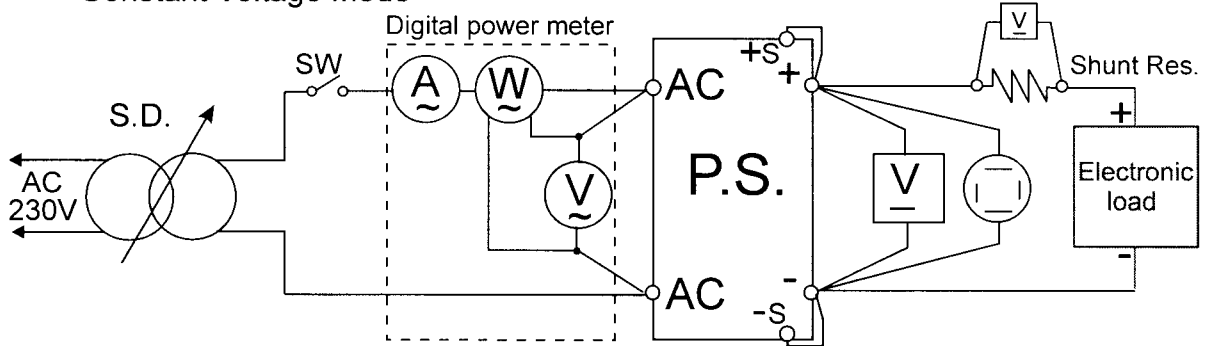 Constant Voltage Mode
Digital power meter
SW
A
~
W
~
AC
+S
+
V
Shunt Res.
S.D.
AC
230V
V
~
P.S.
V
+
Electronic
load
-
AC
-
-S